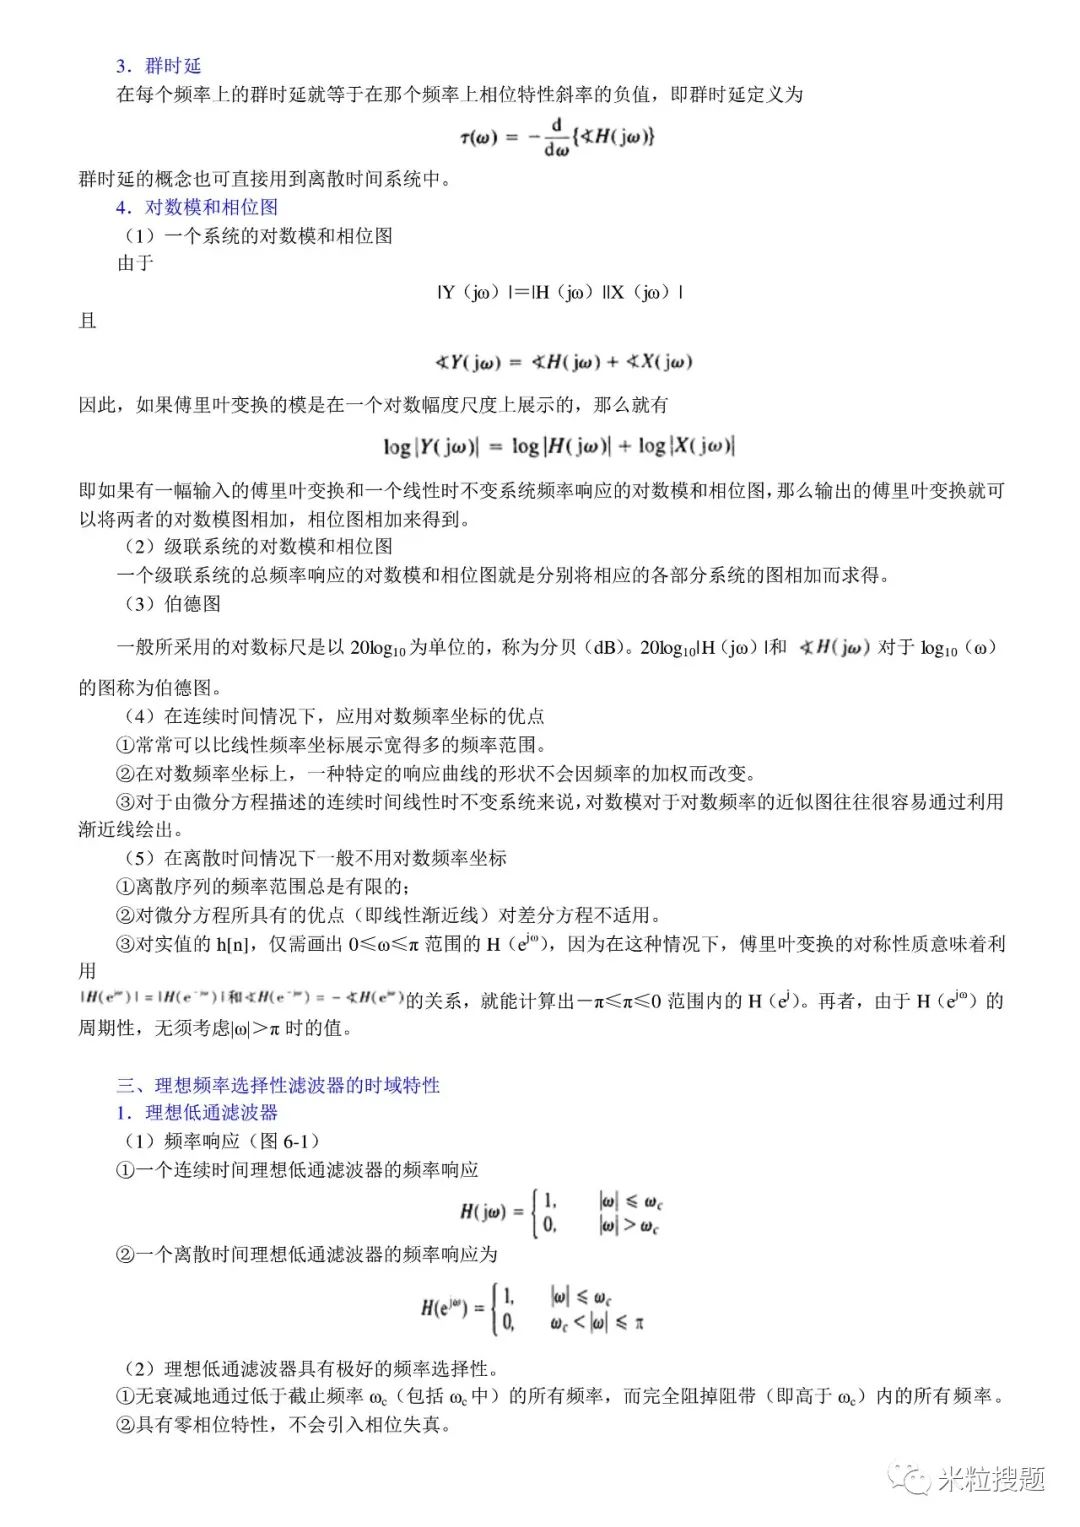 3．群时延
在每个频率上的群时延就等于在那个频率上相位特性斜率的负值，即群时延定义为
τ(ω) = −d/dω{∢H(jω)}
群时延的概念也可直接用到离散时间系统中。
4．对数模和相位图
（1）一个系统的对数模和相位图
由于
|Y（jω）|＝|H（jω）||X（jω）|
且
∢Y(jω) = ∢H(jω) + ∢X(jω)
因此，如果傅里叶变换的模是在一个对数幅度尺度上展示的，那么就有
log|Y(jω)| = log|H(jω)| + log|X(jω)|
即如果有一幅输入的傅里叶变换和一个线性时不变系统频率响应的对数模和相位图，那么输出的傅里叶变换就可
以将两者的对数模图相加，相位图相加来得到。
（2）级联系统的对数模和相位图
一个级联系统的总频率响应的对数模和相位图就是分别将相应的各部分系统的图相加而求得。
（3）伯德图
一般所采用的对数标尺是以 20log₁₀ 为单位的，称为分贝（dB）。20log₁₀|H（jω）|和 ∢H(jω) 对于 log₁₀（ω）
的图称为伯德图。
（4）在连续时间情况下，应用对数频率坐标的优点
①常常可以比线性频率坐标展示宽得多的频率范围。
②在对数频率坐标上，一种特定的响应曲线的形状不会因频率的加权而改变。
③对于由微分方程描述的连续时间线性时不变系统来说，对数模对于对数频率的近似图往往很容易通过利用
渐近线绘出。
（5）在离散时间情况下一般不用对数频率坐标
①离散序列的频率范围总是有限的；
②对微分方程所具有的优点（即线性渐近线）对差分方程不适用。
③对实值的 h[n]，仅需画出 0≤ω≤π 范围的 H（e^jω），因为在这种情况下，傅里叶变换的对称性质意味着利
用
|H(e^jω)| = |H(e^−jω)|和∢H(e^−jω) = −∢H(e^jω)的关系，就能计算出－π≤π≤0 范围内的 H（e^j）。再者，由于 H（e^jω）的
周期性，无须考虑|ω|＞π 时的值。
三、理想频率选择性滤波器的时域特性
1．理想低通滤波器
（1）频率响应（图 6-1）
①一个连续时间理想低通滤波器的频率响应
H(jω) = { 1, |ω| ≤ ω_c
0, |ω| > ω_c
②一个离散时间理想低通滤波器的频率响应为
H(e^jω) = { 1, |ω| ≤ ω_c
0, ω_c < |ω| ≤ π
（2）理想低通滤波器具有极好的频率选择性。
①无衰减地通过低于截止频率 ω_c（包括 ω_c 中）的所有频率，而完全阻掉阻带（即高于 ω_c）内的所有频率。
②具有零相位特性，不会引入相位失真。
米粒搜题